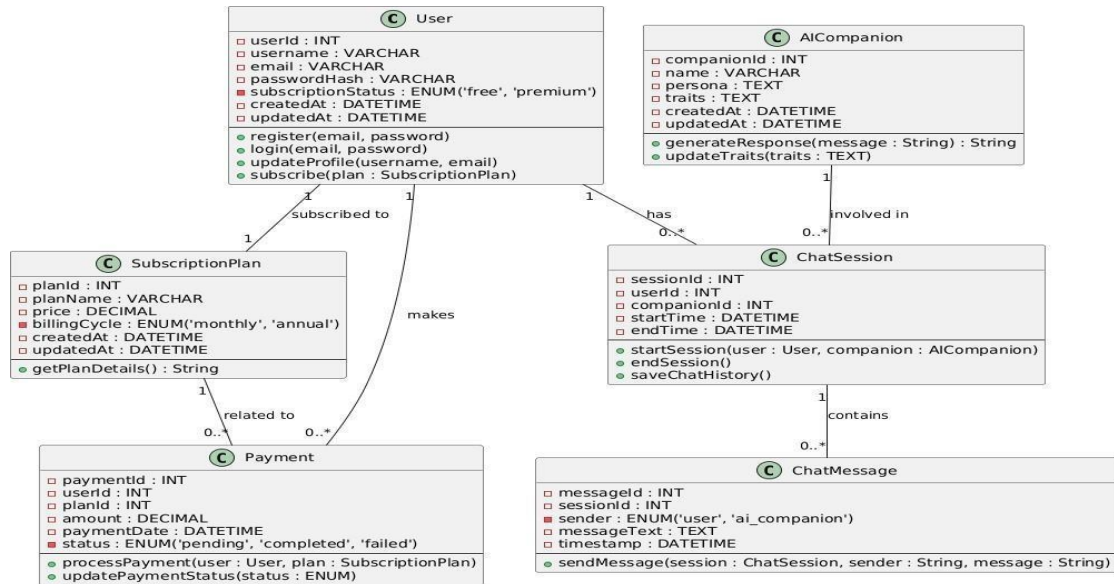 C User
userId : INT
username : VARCHAR
email : VARCHAR
passwordHash : VARCHAR
subscriptionStatus : ENUM('free', 'premium')
createdAt : DATETIME
updatedAt : DATETIME
register(email, password)
login(email, password)
updateProfile(username, email)
subscribe(plan : SubscriptionPlan)
C AICompanion
companionId : INT
name : VARCHAR
persona : TEXT
traits : TEXT
createdAt : DATETIME
updatedAt : DATETIME
generateResponse(message : String) : String
updateTraits(traits : TEXT)
1
subscribed to
1
1
makes
0..*
1
has
0..*
1
involved in
0..*
C SubscriptionPlan
planId : INT
planName : VARCHAR
price : DECIMAL
billingCycle : ENUM('monthly', 'annual')
createdAt : DATETIME
updatedAt : DATETIME
getPlanDetails() : String
C ChatSession
sessionId : INT
userId : INT
companionId : INT
startTime : DATETIME
endTime : DATETIME
startSession(user : User, companion : AICompanion)
endSession()
saveChatHistory()
1
related to
0..*
1
contains
0..*
C Payment
paymentId : INT
userId : INT
planId : INT
amount : DECIMAL
paymentDate : DATETIME
status : ENUM('pending', 'completed', 'failed')
processPayment(user : User, plan : SubscriptionPlan)
updatePaymentStatus(status : ENUM)
C ChatMessage
messageId : INT
sessionId : INT
sender : ENUM('user', 'ai_companion')
messageText : TEXT
timestamp : DATETIME
sendMessage(session : ChatSession, sender : String, message : String)